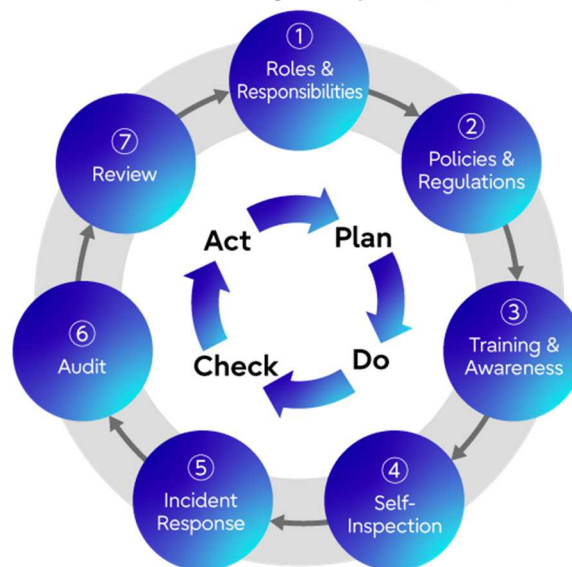 ①
Roles &
Responsibilities
②
Policies &
Regulations
③
Training &
Awareness
④
Self-
Inspection
⑤
Incident
Response
⑥
Audit
⑦
Review
Plan
Do
Check
Act